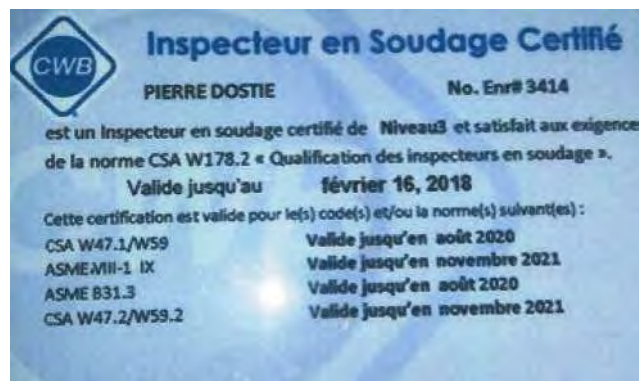 CWB
Inspecteur en Soudage Certifié
PIERRE DOSTIE No. Enr# 3414
est un Inspecteur en soudage certifié de Niveau3 et satisfait aux exigence
de la norme CSA W178.2 « Qualification des inspecteurs en soudage ».
Valide jusqu'au février 16, 2018
Cette certification est valide pour le(s) code(s) et/ou la norme(s) suivant(es) :
CSA W47.1/W59 Valide jusqu'en août 2020
ASME VIII-1 IX Valide jusqu'en novembre 2021
ASME B31.3 Valide jusqu'en août 2020
CSA W47.2/W59.2 Valide jusqu'en novembre 2021